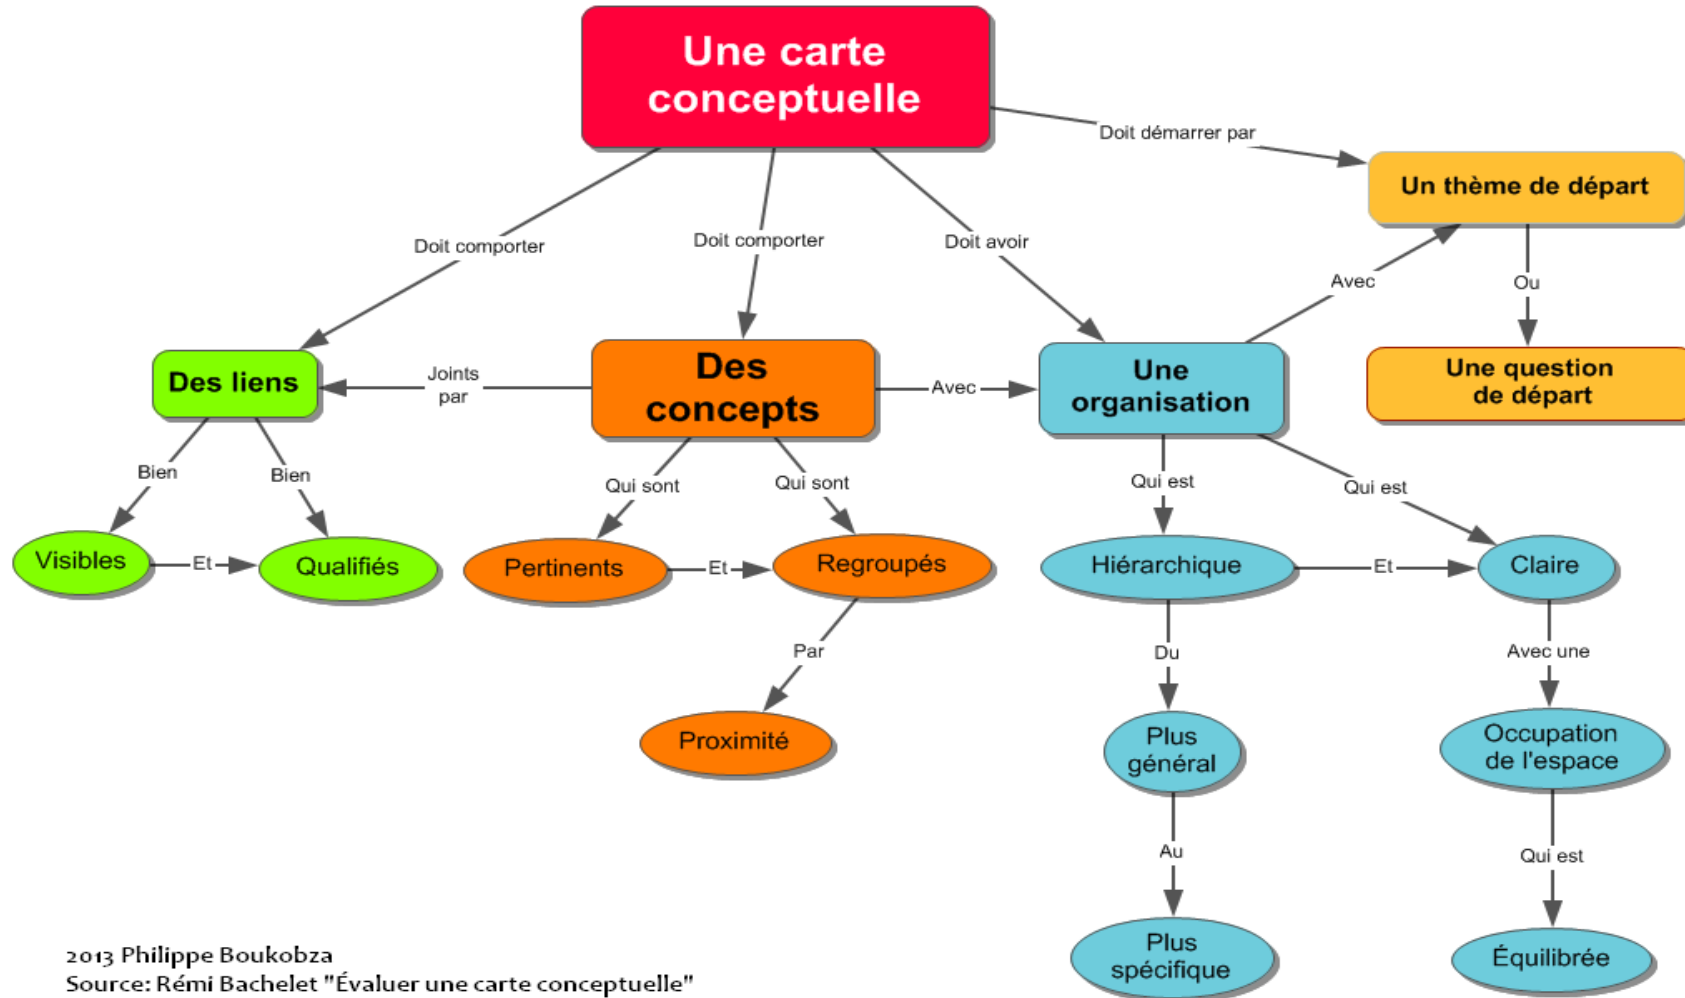 Une carte
conceptuelle
Doit démarrer par
Un thème de départ
Doit comporter
Doit comporter
Doit avoir
Avec
Ou
Des liens
Joints
par
Des
concepts
Avec
Une
organisation
Une question
de départ
Bien
Bien
Qui sont
Qui sont
Qui est
Qui est
Visibles
Et
Qualifiés
Pertinents
Et
Regroupés
Hiérarchique
Et
Claire
Par
Du
Avec une
Proximité
Plus
général
Occupation
de l'espace
Au
Qui est
Plus
spécifique
Équilibrée
2013 Philippe Boukobza
Source: Rémi Bachelet "Évaluer une carte conceptuelle"